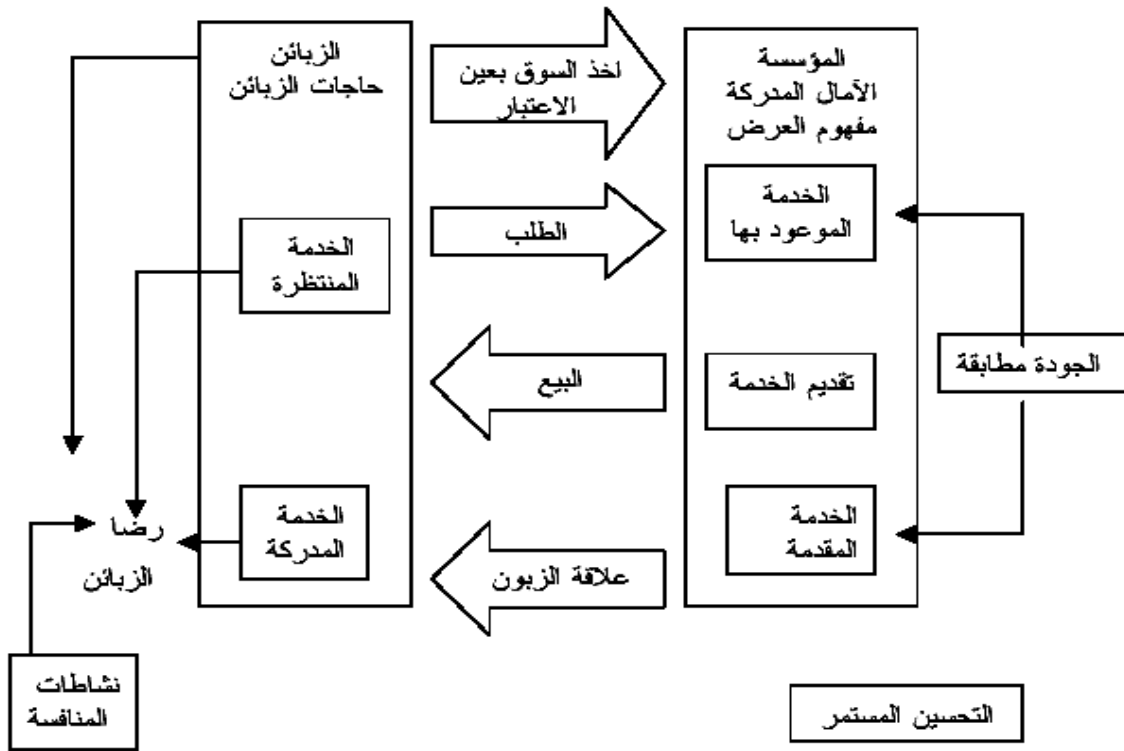 المؤسسة
الآمال المدركة
مفهوم العرض
الخدمة
الموعود بها
تقديم الخدمة
الخدمة
المقدمة
الجودة مطابقة
التحسين المستمر
اخذ السوق بعين
الاعتبار
الطلب
البيع
علاقة الزبون
الزبائن
حاجات الزبائن
الخدمة
المنتظرة
الخدمة
المدركة
رضا
الزبائن
نشاطات
المنافسة